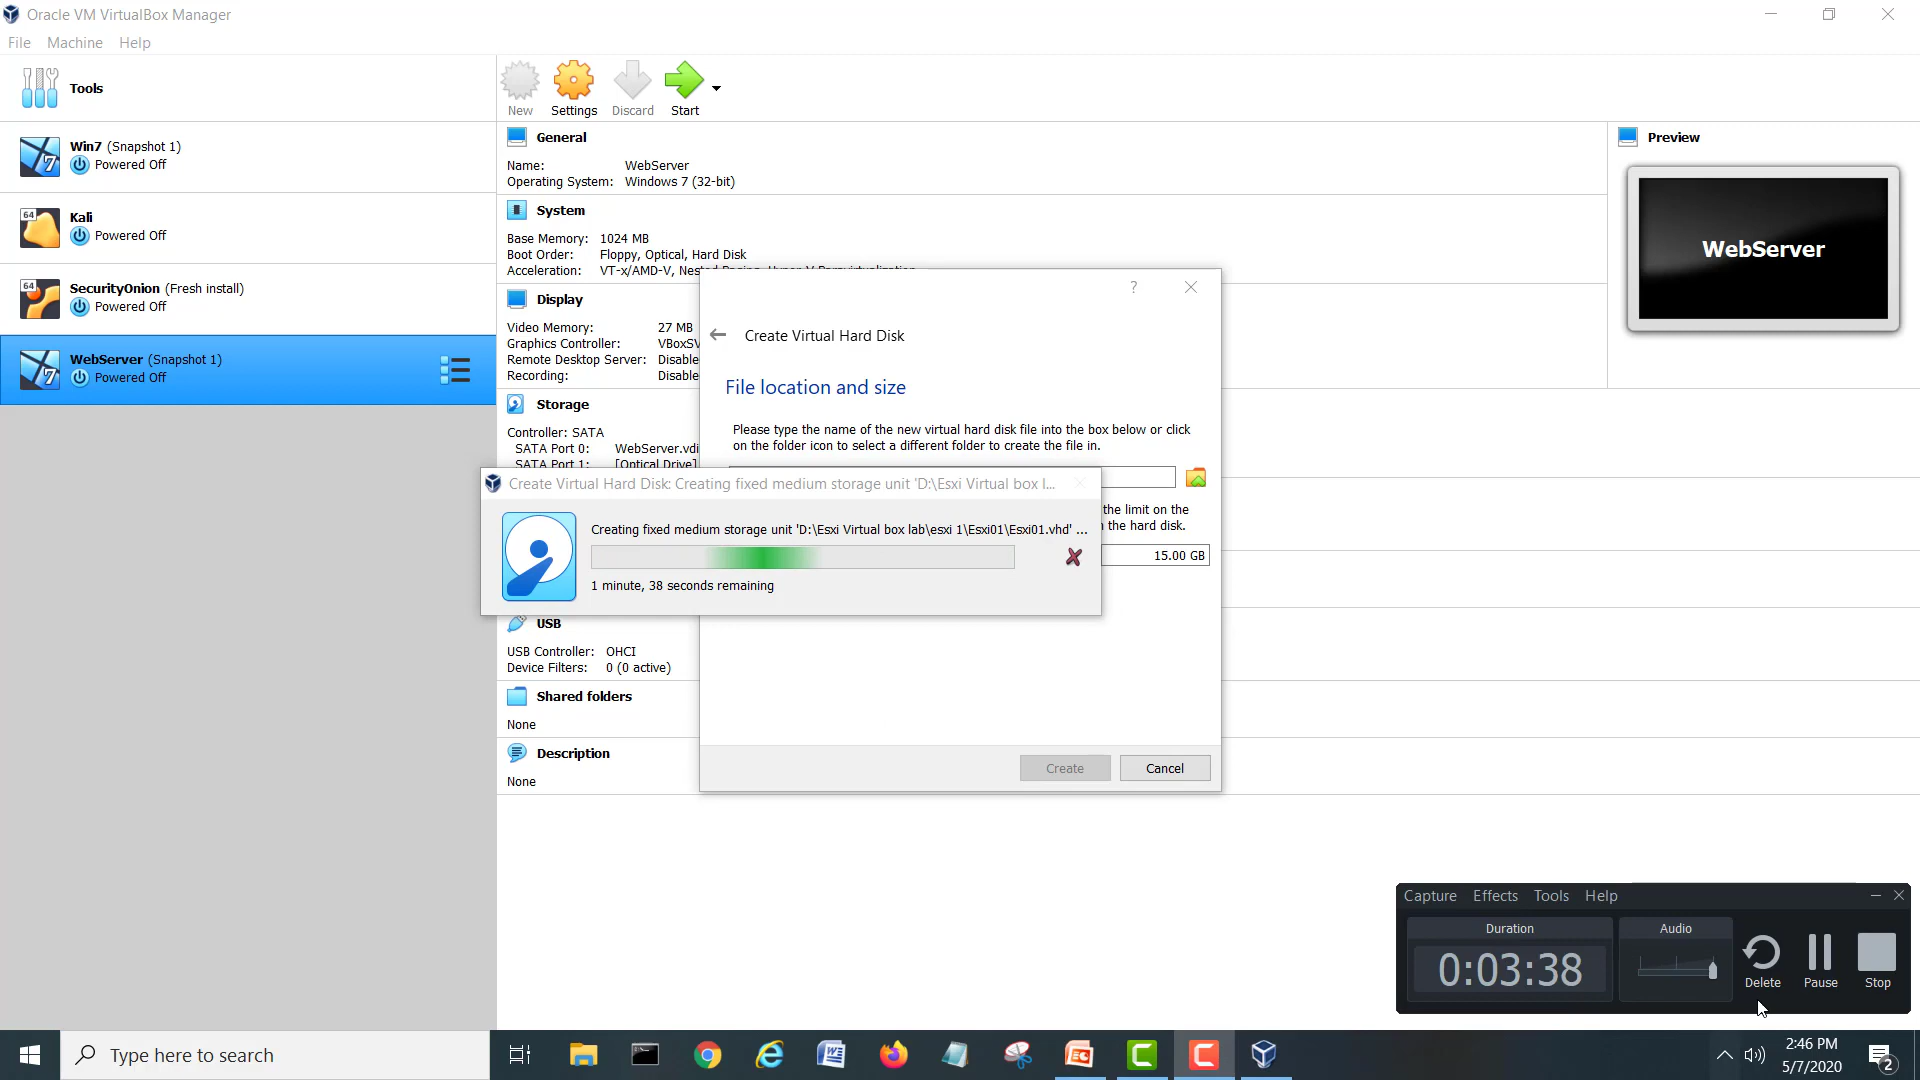 Oracle VM VirtualBox Manager
File Machine Help
Tools
New
Settings
Discard
Start
Win7 (Snapshot 1)
Powered Off
64
Kali
Powered Off
64
SecurityOnion (Fresh install)
Powered Off
WebServer (Snapshot 1)
Powered Off
General
Name: WebServer
Operating System: Windows 7 (32-bit)
System
Base Memory: 1024 MB
Boot Order: Floppy, Optical, Hard Disk
Acceleration: VT-x/AMD-V, Nested Paging, Hyper-V Paravirtualization
Display
Video Memory: 27 MB
Graphics Controller: VBoxSV
Remote Desktop Server: Disable
Recording: Disable
Storage
Controller: SATA
SATA Port 0: WebServer.vdi
SATA Port 1: [Optical Drive]
USB
USB Controller: OHCI
Device Filters: 0 (0 active)
Shared folders
None
Description
None
Preview
WebServer
?
Create Virtual Hard Disk
File location and size
Please type the name of the new virtual hard disk file into the box below or click
on the folder icon to select a different folder to create the file in.
the limit on the
the hard disk.
15.00 GB
Create
Cancel
Create Virtual Hard Disk: Creating fixed medium storage unit 'D:\Esxi Virtual box l...
Creating fixed medium storage unit 'D:\Esxi Virtual box lab\esxi 1\Esxi01\Esxi01.vhd' ...
1 minute, 38 seconds remaining
Capture Effects Tools Help
Duration
0:03:38
Audio
Delete
Pause
Stop
Type here to search
2:46 PM
5/7/2020
2